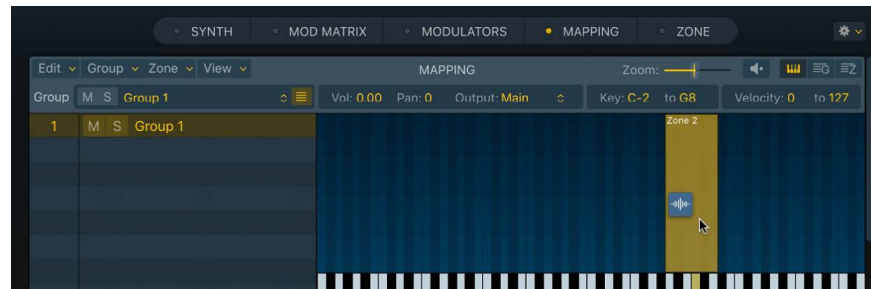 SYNTH MOD MATRIX MODULATORS MAPPING ZONE
Edit Group Zone View MAPPING Zoom:
Group M S Group 1 Vol: 0.00 Pan: 0 Output: Main Key: C-2 to G8 Velocity: 0 to 127
1 M S Group 1 Zone 2